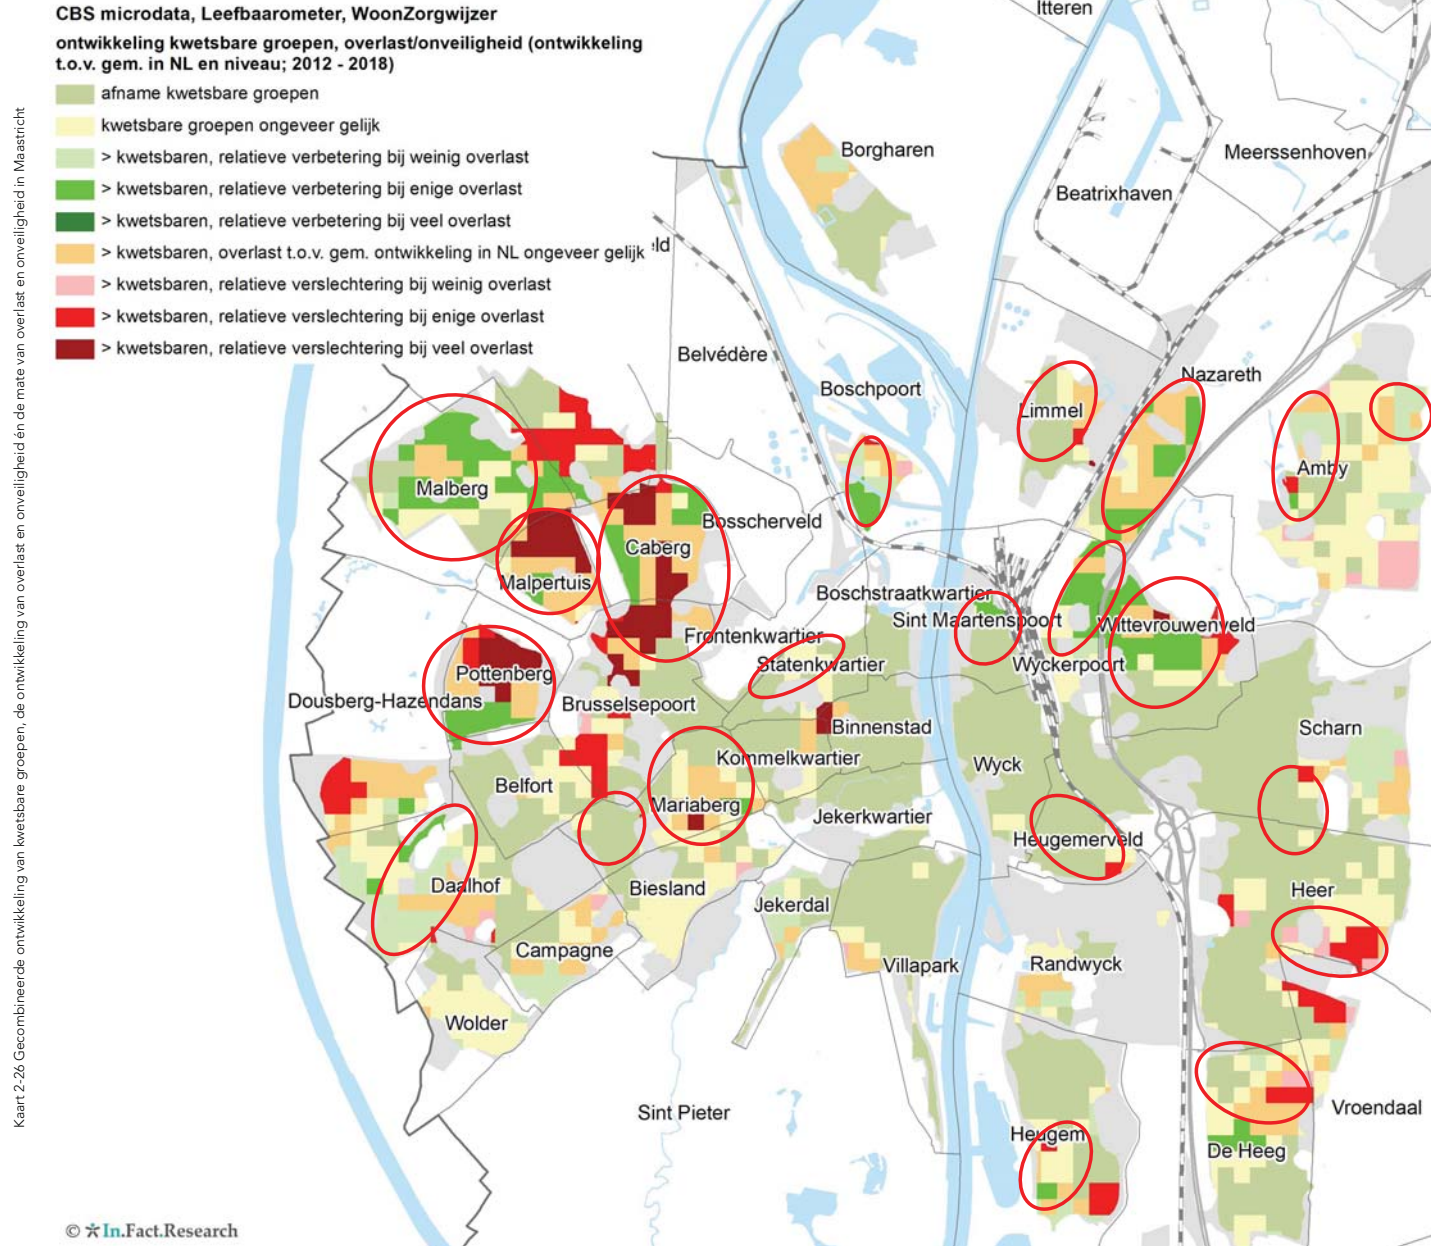 CBS microdata, Leefbaarometer, WoonZorgwijzer
ontwikkeling kwetsbare groepen, overlast/onveiligheid (ontwikkeling
t.o.v. gem. in NL en niveau; 2012 - 2018)
afname kwetsbare groepen
kwetsbare groepen ongeveer gelijk
> kwetsbaren, relatieve verbetering bij weinig overlast
> kwetsbaren, relatieve verbetering bij enige overlast
> kwetsbaren, relatieve verbetering bij veel overlast
> kwetsbaren, overlast t.o.v. gem. ontwikkeling in NL ongeveer gelijk
> kwetsbaren, relatieve verslechtering bij weinig overlast
> kwetsbaren, relatieve verslechtering bij enige overlast
> kwetsbaren, relatieve verslechtering bij veel overlast
Kaart 2-26 Gecombineerde ontwikkeling van kwetsbare groepen, de ontwikkeling van overlast en onveiligheid én de mate van overlast en onveiligheid in Maastricht
Itteren
Borgharen
Meerssenhoven
Beatrixhaven
ld
Belvédère
Boschpoort
Nazareth
Limmel
Amby
Malberg
Bosscherveld
Caberg
Malpertuis
Boschstraatkwartier
Sint Maartenspoort
Wittevrouwenveld
Frontenkwartier
Statenkwartier
Wyckerpoort
Pottenberg
Dousberg-Hazendans
Brusselsepoort
Binnenstad
Scharn
Kommelkwartier
Wyck
Belfort
Mariaberg
Jekerkwartier
Heugemerveld
Daalhof
Biesland
Heer
Jekerdal
Campagne
Villapark
Randwyck
Wolder
Sint Pieter
Vroendaal
Heugem
De Heeg
© In.Fact.Research